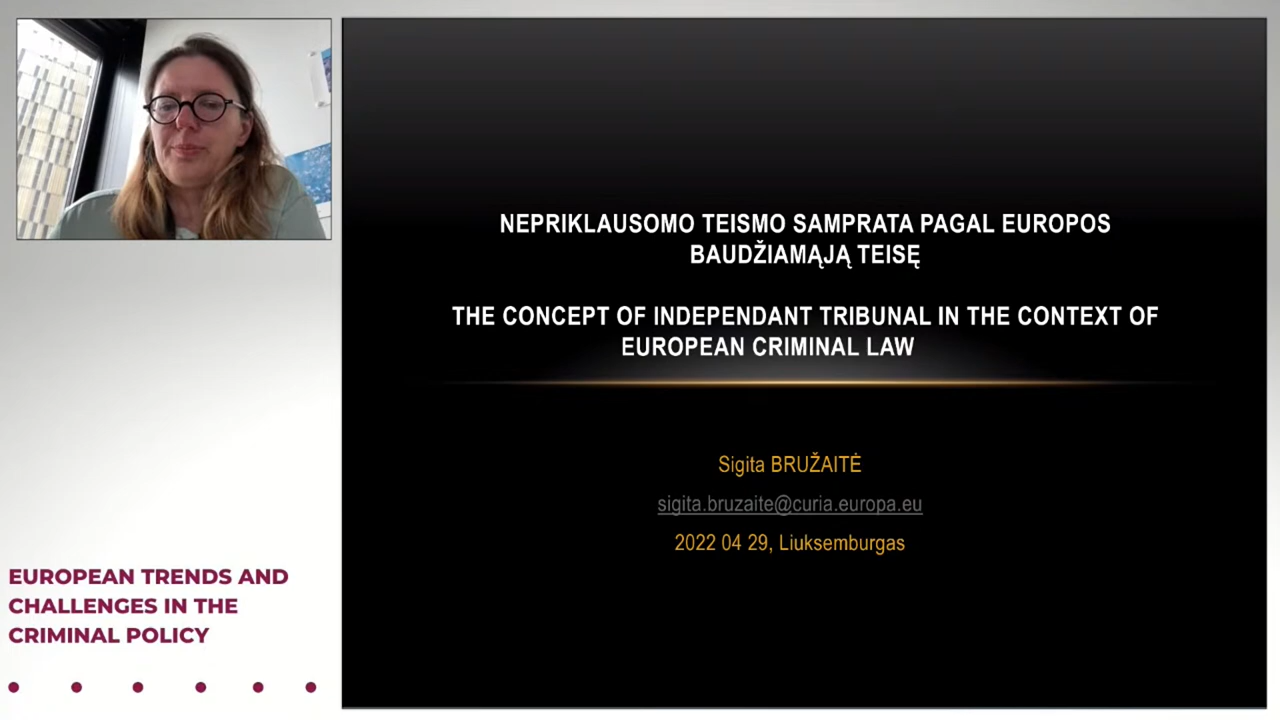 NEPRIKLAUSOMO TEISMO SAMPRATA PAGAL EUROPOS
BAUDŽIAMĄJĄ TEISĘ
THE CONCEPT OF INDEPENDANT TRIBUNAL IN THE CONTEXT OF
EUROPEAN CRIMINAL LAW
Sigita BRUŽAITĖ
sigita.bruzaite@curia.europa.eu
2022 04 29, Liuksemburgas
EUROPEAN TRENDS AND
CHALLENGES IN THE
CRIMINAL POLICY